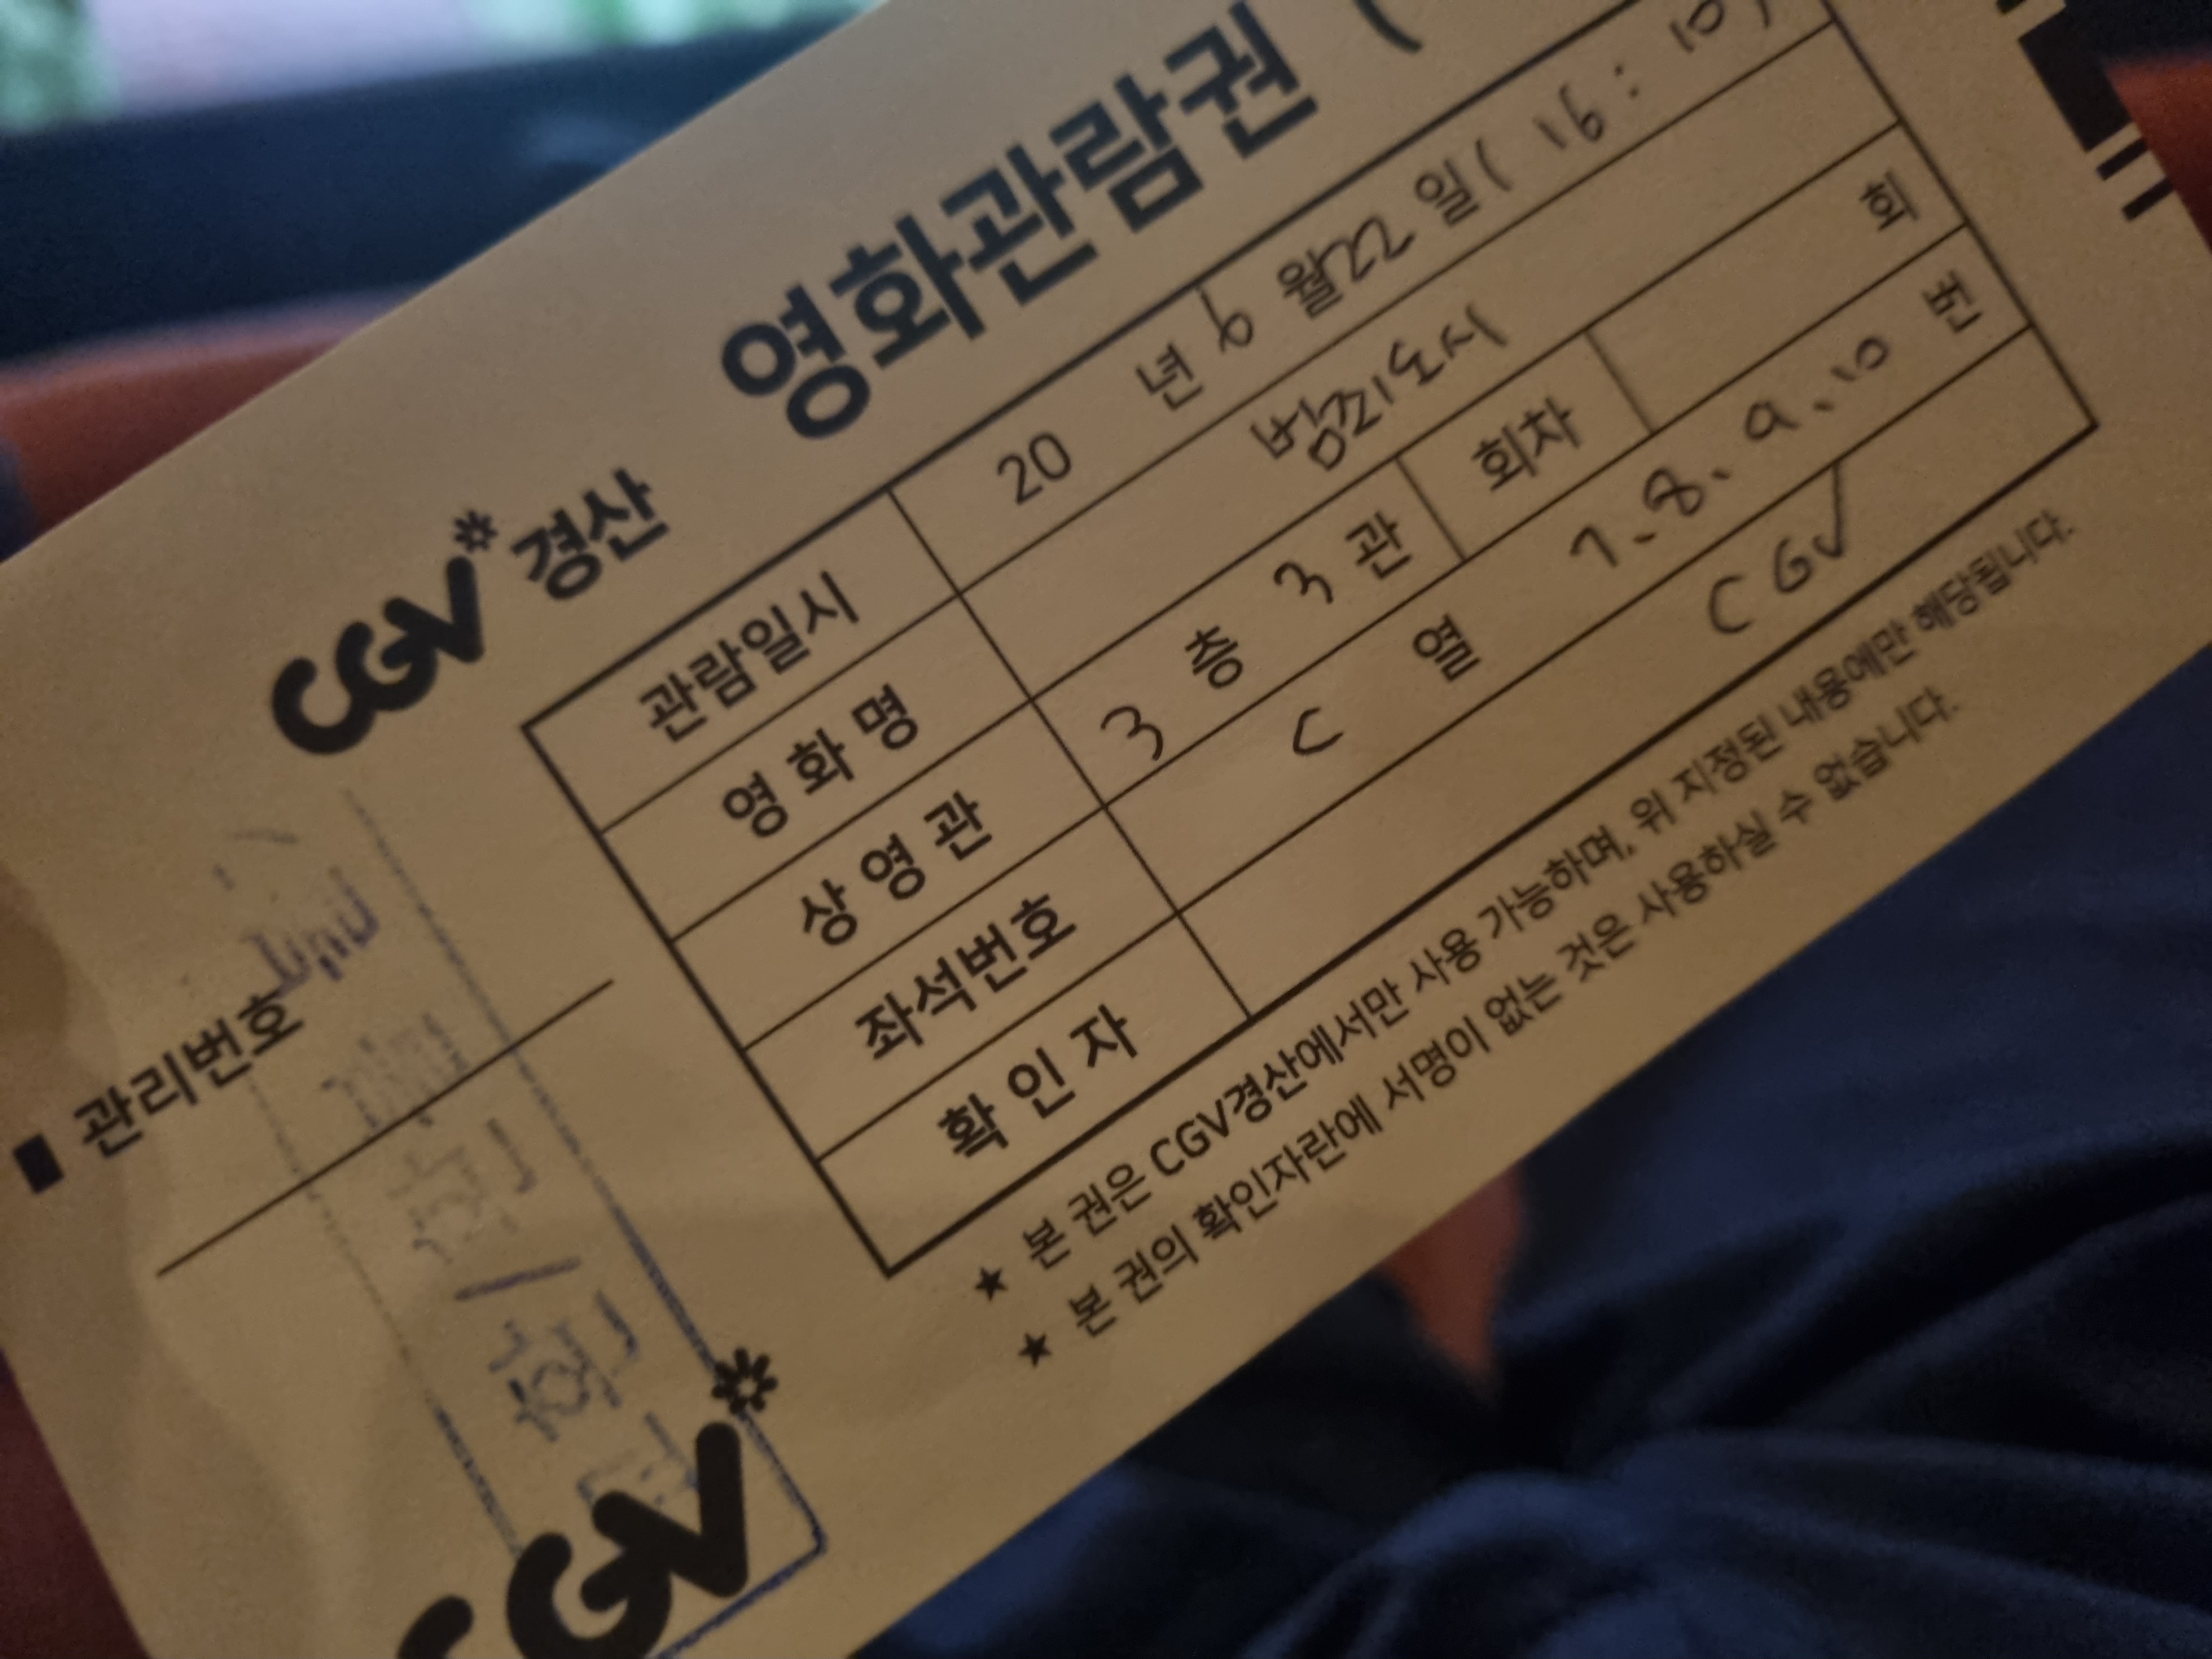 CGV 경산 영화관람권 (
관람일시 20 년 9 월 22 일
영화명 범죄도시
상영관 3 층 3 관 회차 회
좌석번호 C 열 7. 8. 9. 10 번
확인자 CGV
★ 본 권은 CGV경산에서만 사용 가능하며, 위 지정된 내용에만 해당됩니다.
★ 본 권의 확인자란에 서명이 없는 것은 사용하실 수 없습니다.
■ 관리번호
CGV